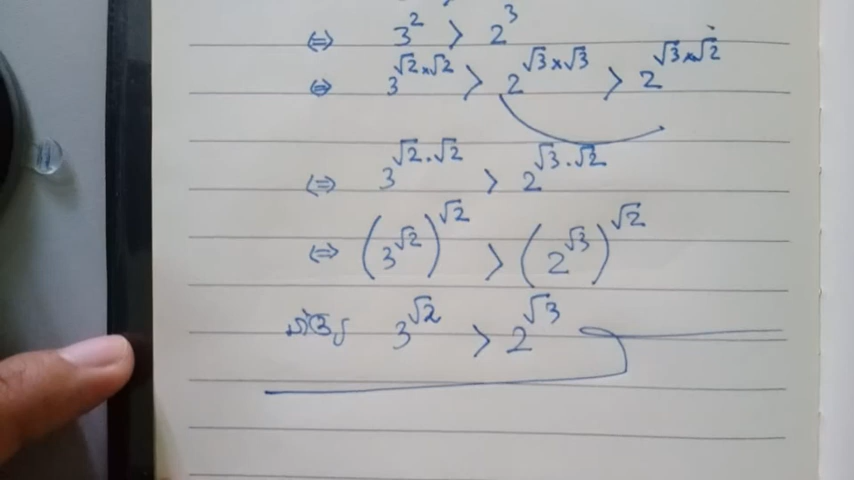 ⇔ 3^2 > 2^3
⇔ 3^{√2×√2} > 2^{√3×√3} > 2^{√3×√2}
⇔ 3^{√2.√2} > 2^{√3.√2}
⇔ (3^{√2})^{√2} > (2^{√3})^{√2}
3^{√2} > 2^{√3}